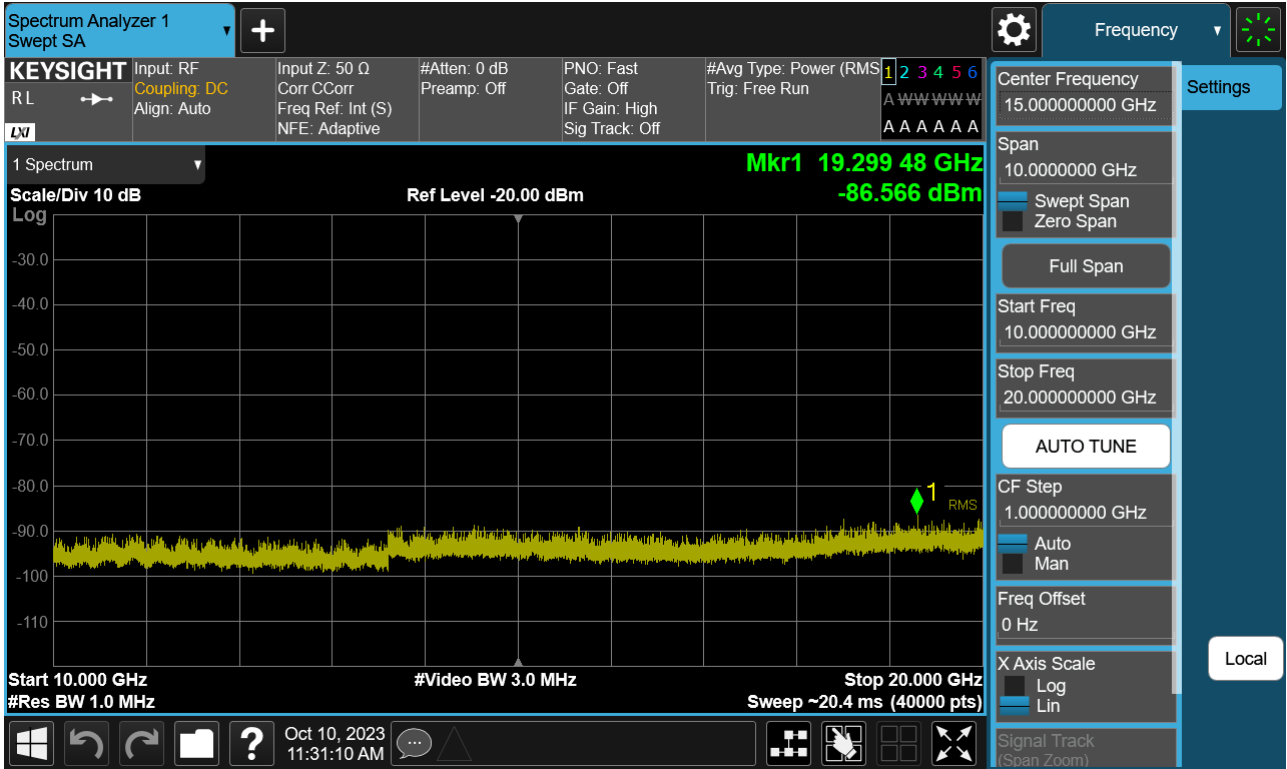 Spectrum Analyzer 1
Swept SA
Frequency
KEYSIGHT
R L
LXI
Input: RF
Coupling: DC
Align: Auto
Input Z: 50 Ω
Corr CCorr
Freq Ref: Int (S)
NFE: Adaptive
#Atten: 0 dB
Preamp: Off
PNO: Fast
Gate: Off
IF Gain: High
Sig Track: Off
#Avg Type: Power (RMS
Trig: Free Run
1 2 3 4 5 6
A W W W W W
A A A A A A
1 Spectrum
Scale/Div 10 dB
Log
Ref Level -20.00 dBm
Mkr1 19.299 48 GHz
-86.566 dBm
-30.0
-40.0
-50.0
-60.0
-70.0
-80.0
-90.0
-100
-110
1
RMS
Start 10.000 GHz
#Res BW 1.0 MHz
#Video BW 3.0 MHz
Stop 20.000 GHz
Sweep ~20.4 ms (40000 pts)
Center Frequency
15.000000000 GHz
Span
10.0000000 GHz
Swept Span
Zero Span
Full Span
Start Freq
10.000000000 GHz
Stop Freq
20.000000000 GHz
AUTO TUNE
CF Step
1.000000000 GHz
Auto
Man
Freq Offset
0 Hz
X Axis Scale
Log
Lin
Signal Track
(Span Zoom)
Settings
Local
?
Oct 10, 2023
11:31:10 AM